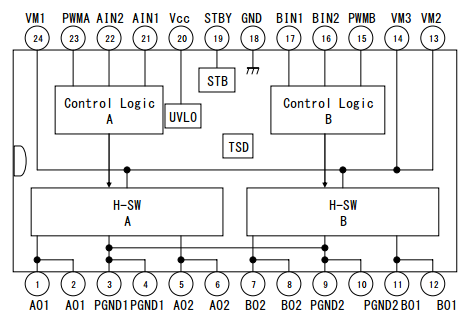 VM1 PWMA AIN2 AIN1 Vcc STBY GND BIN1 BIN2 PWMB VM3 VM2
24 23 22 21 20 19 18 17 16 15 14 13
STB
Control Logic
A
Control Logic
B
UVLO
TSD
H-SW
A
H-SW
B
1 2 3 4 5 6 7 8 9 10 11 12
AO1 AO1 PGND1 PGND1 AO2 AO2 BO2 BO2 PGND2 PGND2 BO1 BO1